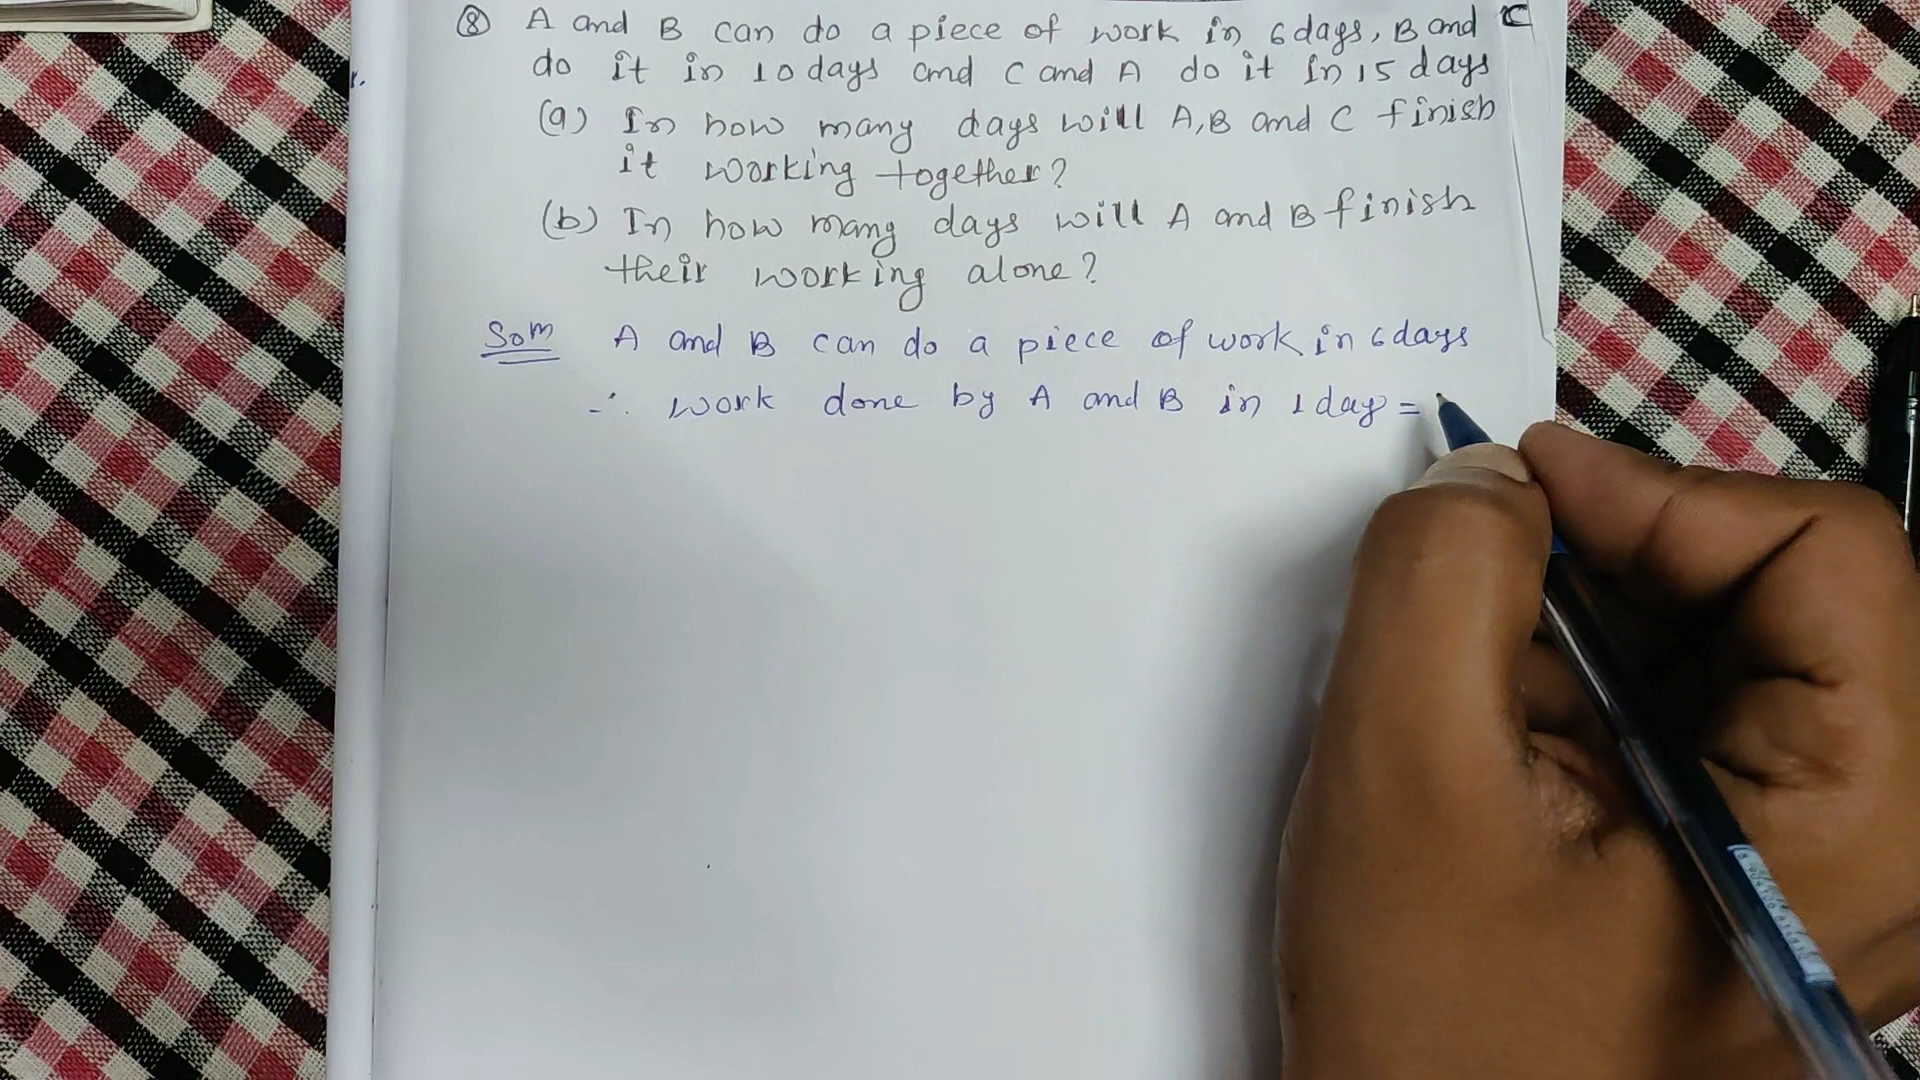 ⑧ A and B can do a piece of work in 6 days, B and C
do it in 10 days and C and A do it in 15 days
(a) In how many days will A, B and C finish
it working together?
(b) In how many days will A and B finish
their working alone?
Soln A and B can do a piece of work in 6 days
∴ work done by A and B in 1 day =